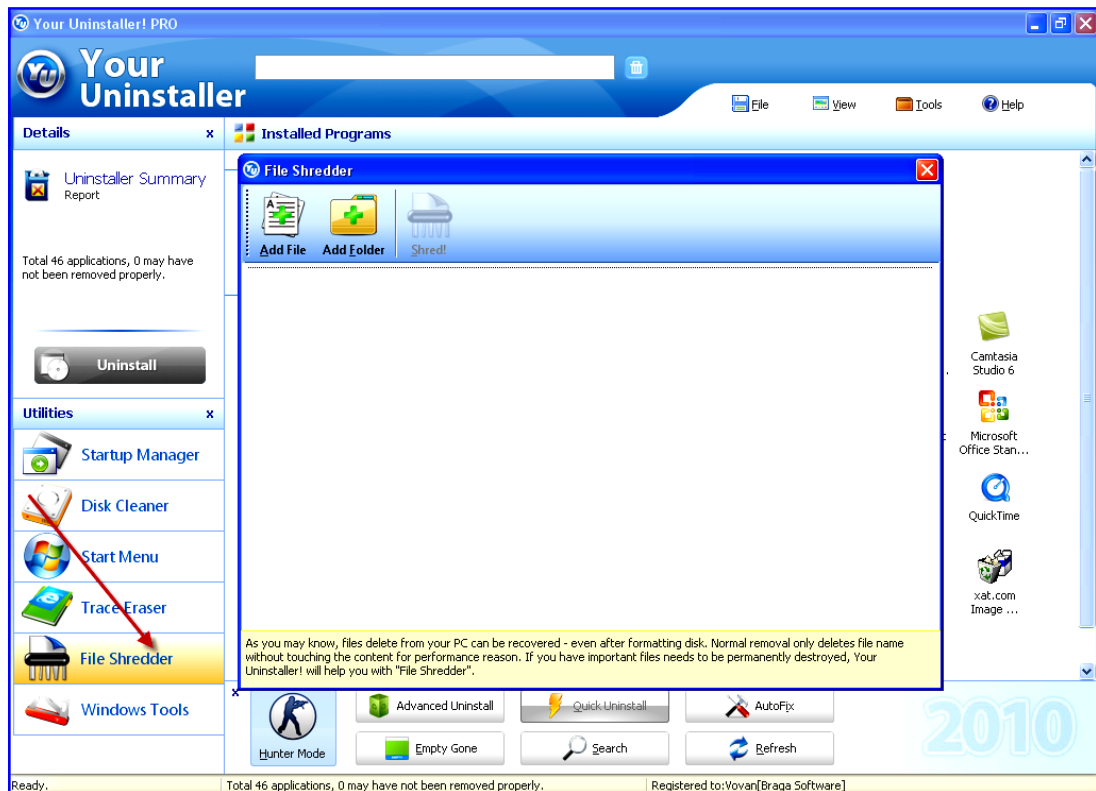 Your Uninstaller! PRO
Yu
Your
Uninstaller
File
View
Tools
Help
Details x
Installed Programs
Uninstaller Summary
Report
Total 46 applications, 0 may have
not been removed properly.
Uninstall
Utilities x
Startup Manager
Disk Cleaner
Start Menu
Trace Eraser
File Shredder
Windows Tools
File Shredder
Add File
Add Folder
Shred!
As you may know, files delete from your PC can be recovered - even after formatting disk. Normal removal only deletes file name
without touching the content for performance reason. If you have important files needs to be permanently destroyed, Your
Uninstaller! will help you with "File Shredder".
Camtasia
Studio 6
Microsoft
Office Stan...
QuickTime
xat.com
Image ...
x
Hunter Mode
Advanced Uninstall
Quick Uninstall
AutoFix
Empty Gone
Search
Refresh
2010
Ready.
Total 46 applications, 0 may have not been removed properly.
Registered to:Vovan[Braga Software]